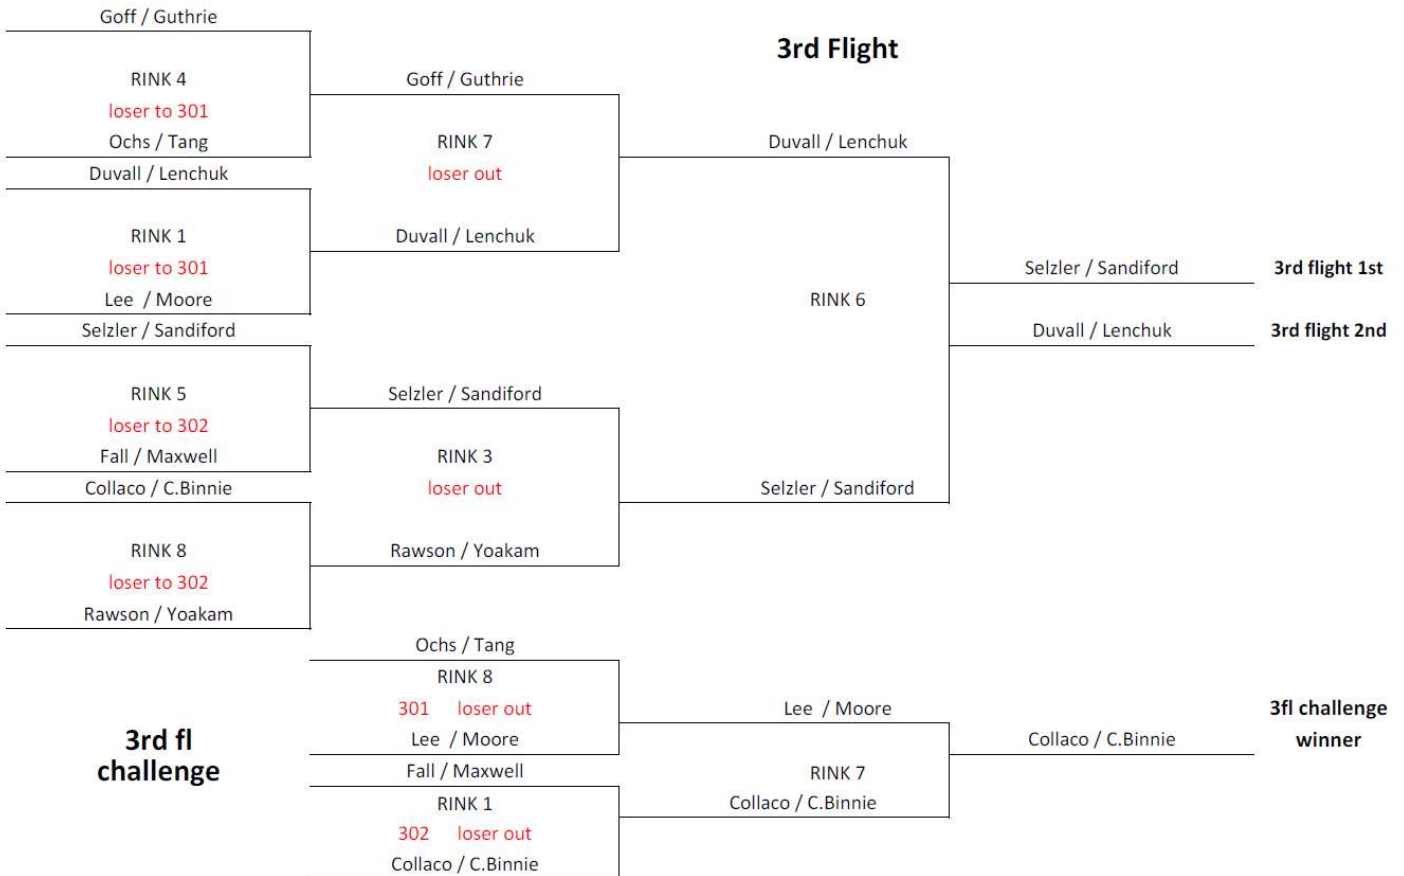 Goff / Guthrie
3rd Flight
RINK 4
Goff / Guthrie
loser to 301
Ochs / Tang
RINK 7
Duvall / Lenchuk
Duvall / Lenchuk
loser out
RINK 1
Duvall / Lenchuk
loser to 301
Selzler / Sandiford
3rd flight 1st
Lee / Moore
RINK 6
Selzler / Sandiford
Duvall / Lenchuk
3rd flight 2nd
RINK 5
Selzler / Sandiford
loser to 302
Fall / Maxwell
RINK 3
Collaco / C.Binnie
loser out
Selzler / Sandiford
RINK 8
Rawson / Yoakam
loser to 302
Rawson / Yoakam
Ochs / Tang
RINK 8
301 loser out
Lee / Moore
3fl challenge
winner
3rd fl
challenge
Lee / Moore
Collaco / C.Binnie
Fall / Maxwell
RINK 7
RINK 1
Collaco / C.Binnie
302 loser out
Collaco / C.Binnie